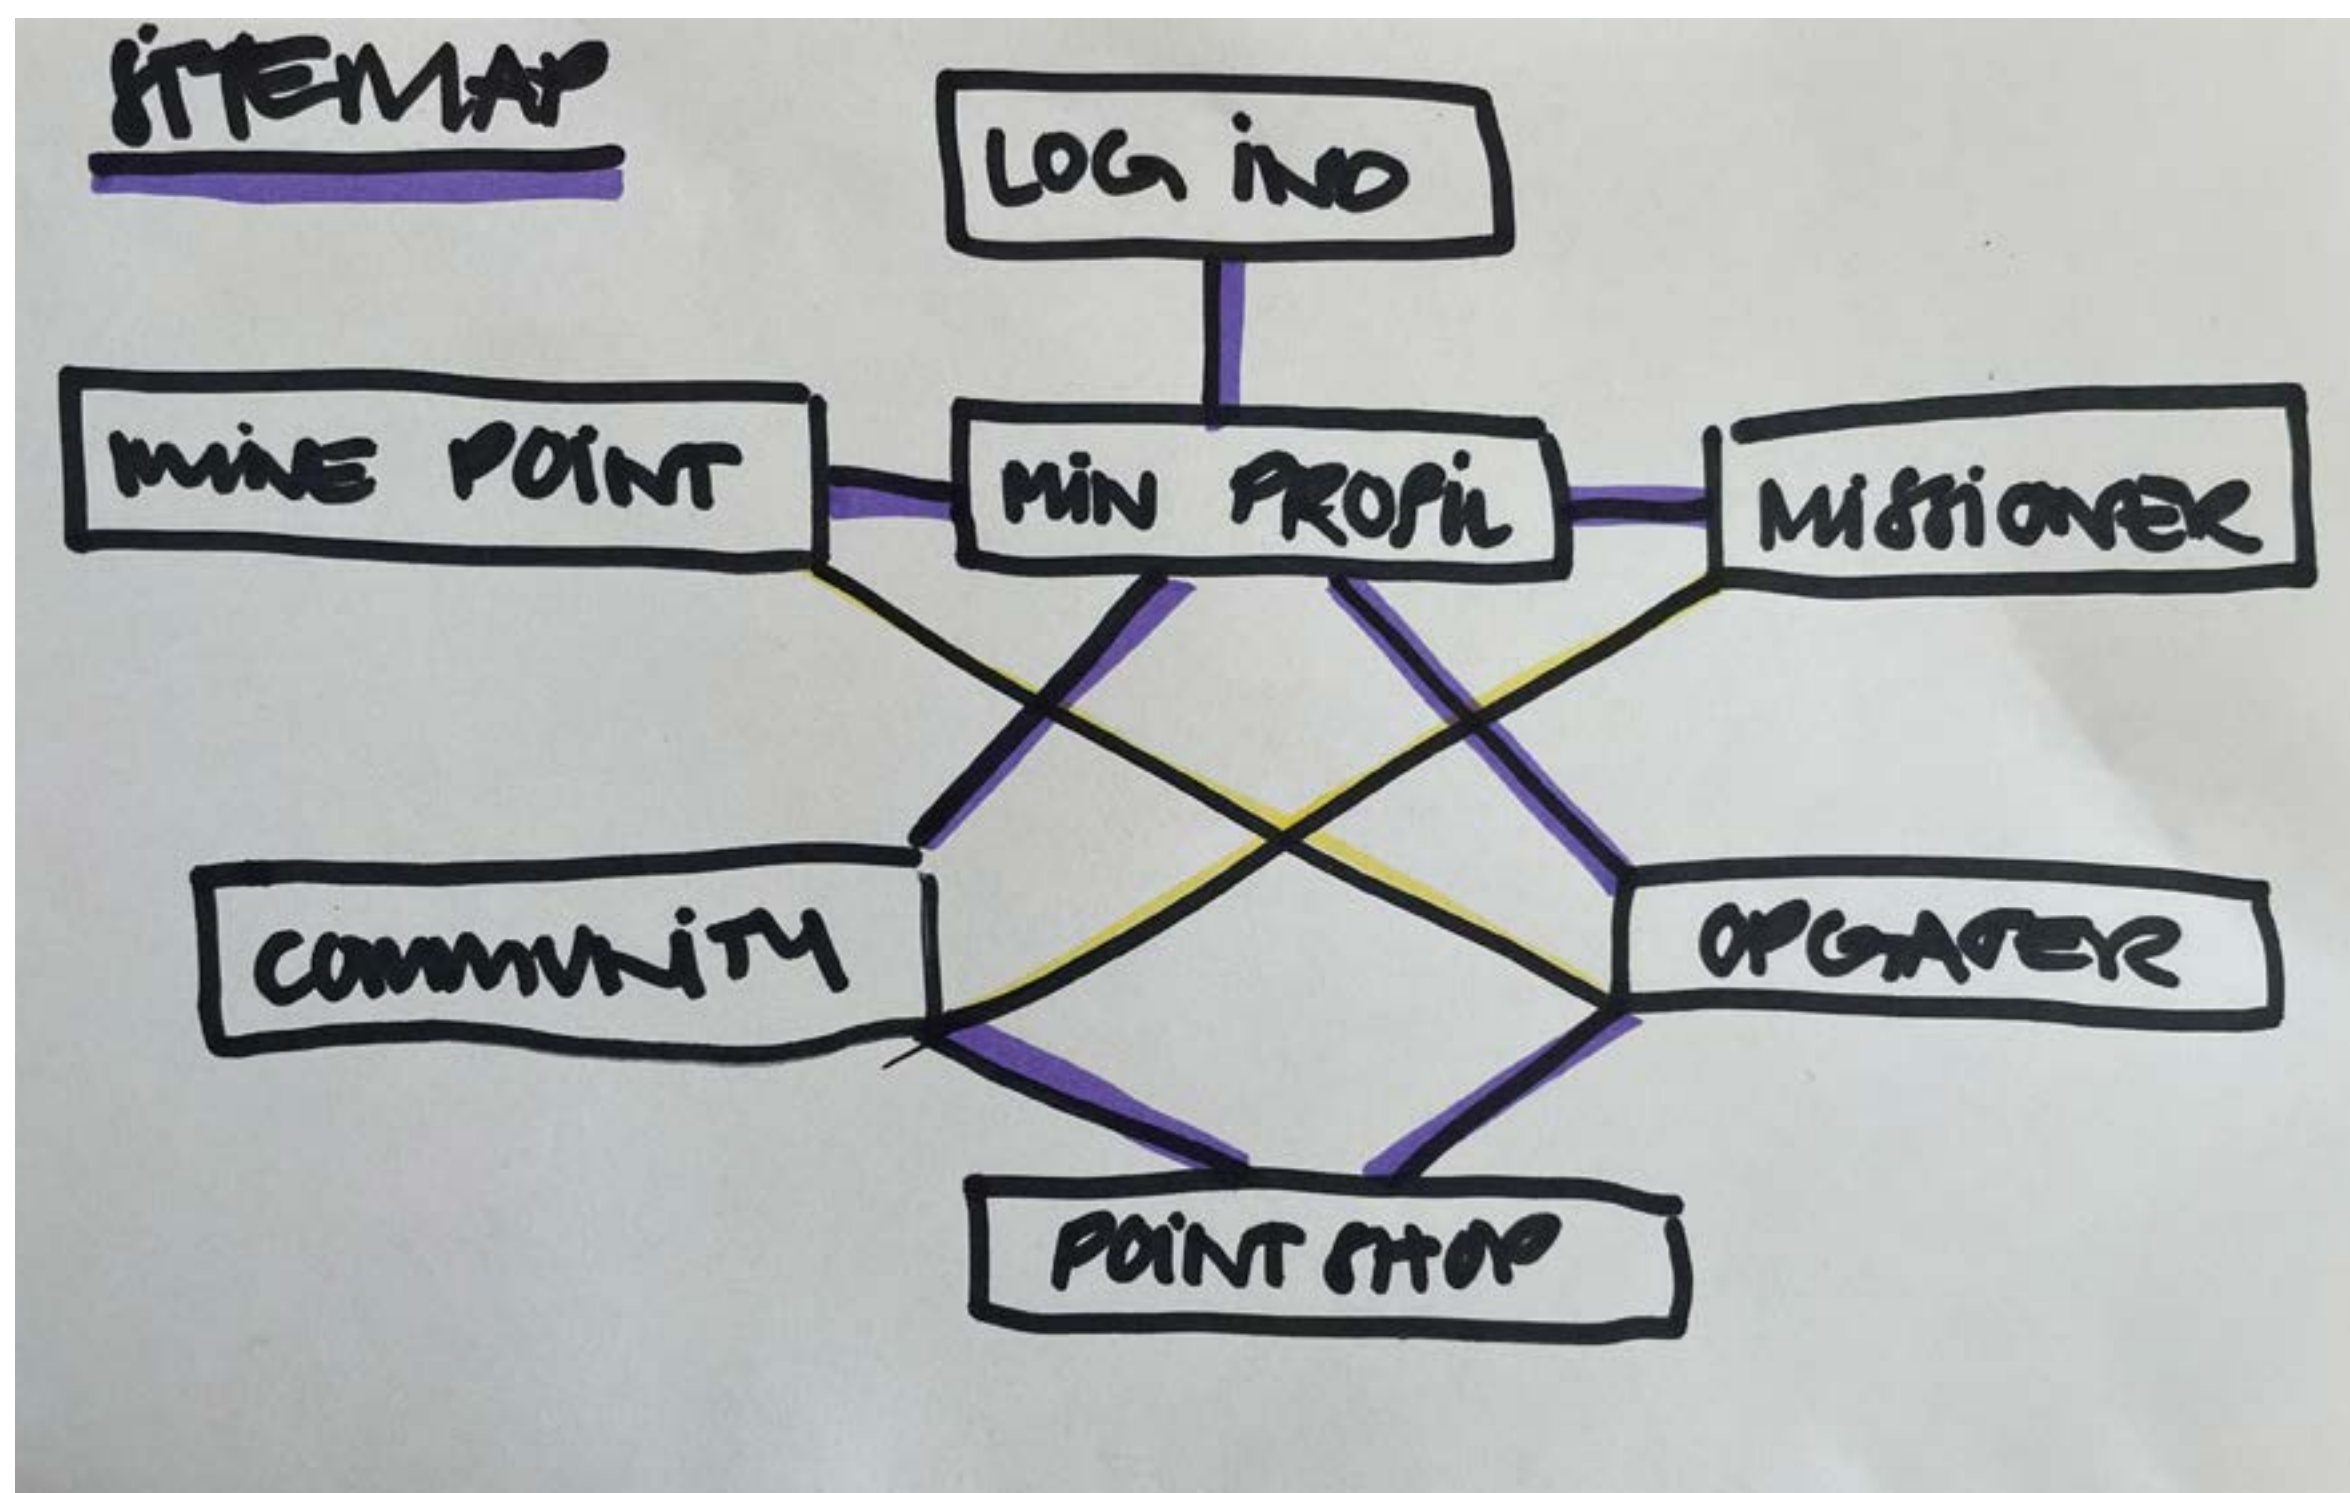 SiTEMAP
LOG iND
MiNE POiNT
MiN PROFiL
MiSSiONER
COMMUNiTY
OPGAVER
POiNT SHOP